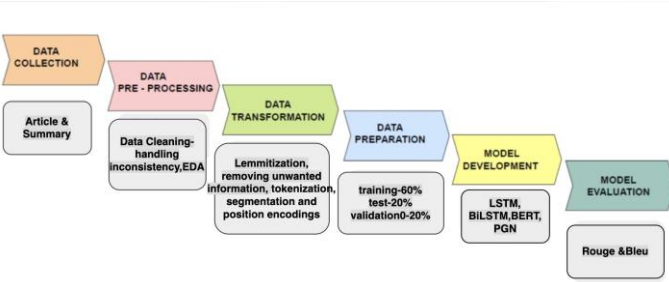 DATA
COLLECTION
Article &
Summary
DATA
PRE - PROCESSING
Data Cleaning-
handling
inconsistency,EDA
DATA
TRANSFORMATION
Lemmitization,
removing unwanted
information, tokenization,
segmentation and
position encodings
DATA
PREPARATION
training-60%
test-20%
validation0-20%
MODEL
DEVELOPMENT
LSTM,
BiLSTM,BERT,
PGN
MODEL
EVALUATION
Rouge &Bleu